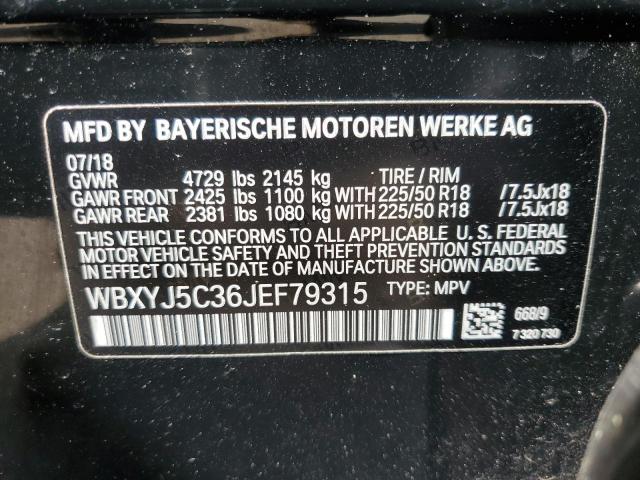 MFD BY BAYERISCHE MOTOREN WERKE AG
07/18
GVWR 4729 lbs 2145 kg TIRE / RIM
GAWR FRONT 2425 lbs 1100 kg WITH 225/50 R18 /7.5Jx18
GAWR REAR 2381 lbs 1080 kg WITH 225/50 R18 /7.5Jx18
THIS VEHICLE CONFORMS TO ALL APPLICABLE U. S. FEDERAL
MOTOR VEHICLE SAFETY AND THEFT PREVENTION STANDARDS
IN EFFECT ON THE DATE OF MANUFACTURE SHOWN ABOVE.
WBXYJ5C36JEF79315 TYPE: MPV
668/9
7 320 730